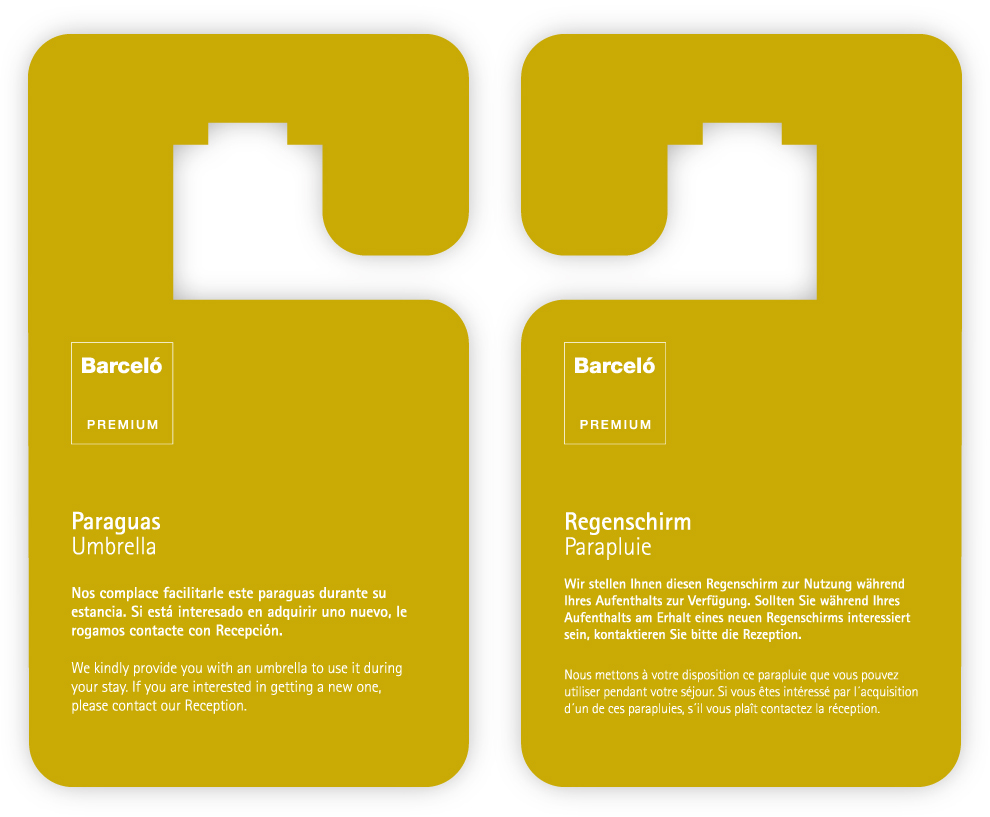 Barceló
PREMIUM
Paraguas
Umbrella
Nos complace facilitarle este paraguas durante su
estancia. Si está interesado en adquirir uno nuevo, le
rogamos contacte con Recepción.
We kindly provide you with an umbrella to use it during
your stay. If you are interested in getting a new one,
please contact our Reception.
Barceló
PREMIUM
Regenschirm
Parapluie
Wir stellen Ihnen diesen Regenschirm zur Nutzung während
Ihres Aufenthalts zur Verfügung. Sollten Sie während Ihres
Aufenthalts am Erhalt eines neuen Regenschirms interessiert
sein, kontaktieren Sie bitte die Rezeption.
Nous mettons à votre disposition ce parapluie que vous pouvez
utiliser pendant votre séjour. Si vous êtes intéressé par l´acquisition
d´un de ces parapluies, s´il vous plaît contactez la réception.